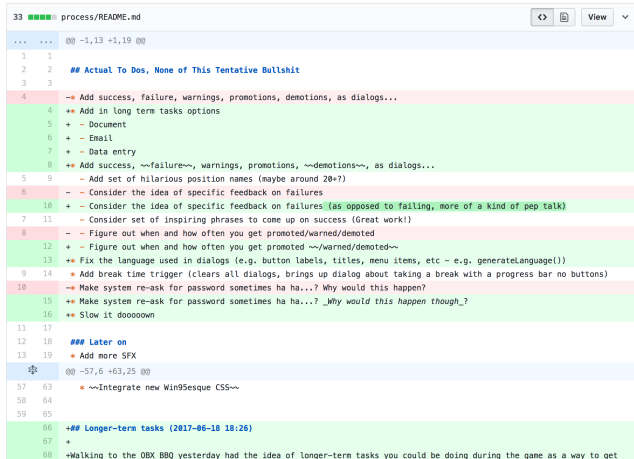 33 process/README.md View
... ... @@ -1,13 +1,19 @@
1 1
2 2 ## Actual To Dos, None of This Tentative Bullshit
3 3
4 -* Add success, failure, warnings, promotions, demotions, as dialogs...
4 +* Add in long term tasks options
5 + - Document
6 + - Email
7 + - Data entry
8 +* Add success, ~~failure~~, warnings, promotions, ~~demotions~~, as dialogs...
5 9 - Add set of hilarious position names (maybe around 20+?)
6 - - Consider the idea of specific feedback on failures
10 + - Consider the idea of specific feedback on failures (as opposed to failing, more of a kind of pep talk)
7 11 - Consider set of inspiring phrases to come up on success (Great work!)
8 - - Figure out when and how often you get promoted/warned/demoted
12 + - Figure out when and how often you get promoted ~~/warned/demoted~~
13 +* Fix the language used in dialogs (e.g. button labels, titles, menu items, etc - e.g. generateLanguage())
9 14 * Add break time trigger (clears all dialogs, brings up dialog about taking a break with a progress bar no buttons)
10 -* Make system re-ask for password sometimes ha ha...? Why would this happen?
15 +* Make system re-ask for password sometimes ha ha...? _Why would this happen though_?
16 +* Slow it dooooown
11 17
12 18 ### Later on
13 19 * Add more SFX
@@ -57,6 +63,25 @@
57 63 * ~~Integrate new Win95esque CSS~~
58 64
59 65
66 +## Longer-term tasks (2017-06-18 18:26)
67 +
68 +Walking to the OBX BBQ yesterday had the idea of longer-term tasks you could be doing during the game as a way to get